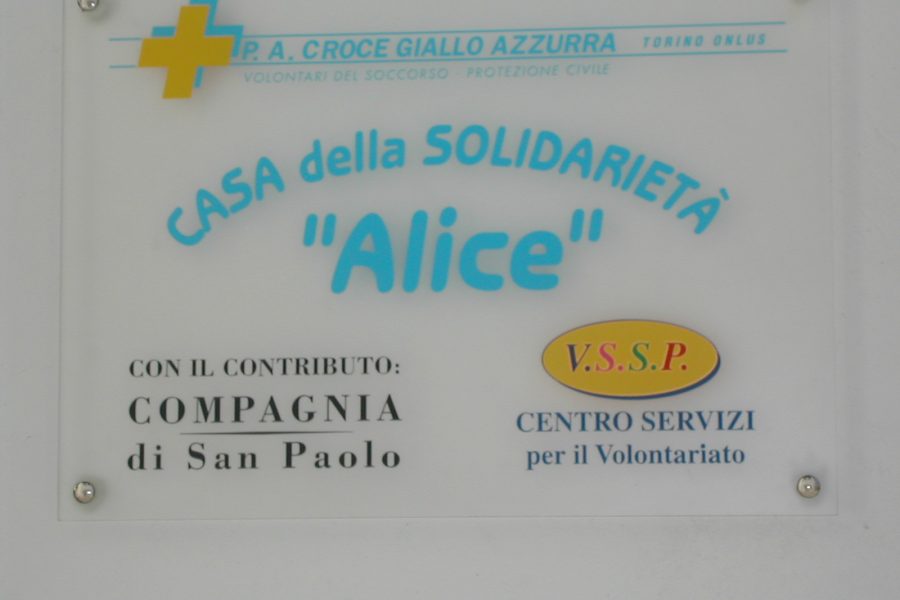 P. A. CROCE GIALLO AZZURRA TORINO ONLUS
VOLONTARI DEL SOCCORSO - PROTEZIONE CIVILE
CASA della SOLIDARIETÀ
"Alice"
CON IL CONTRIBUTO:
COMPAGNIA
di San Paolo
V.S.S.P.
CENTRO SERVIZI
per il Volontariato